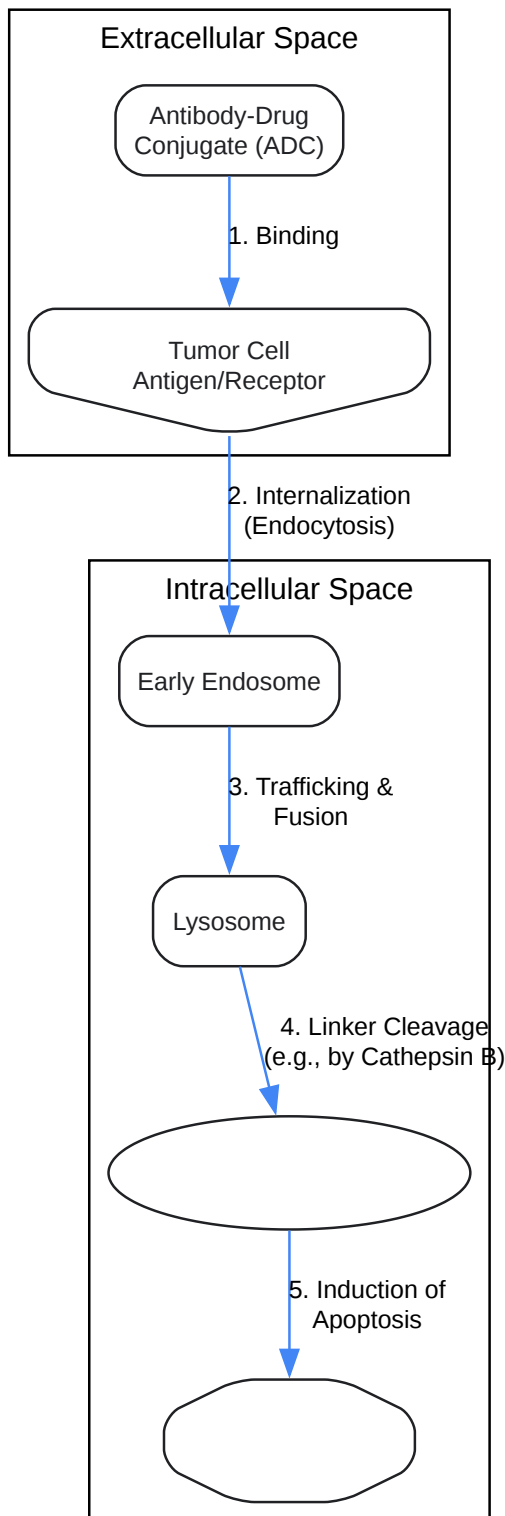 Extracellular Space
Antibody-Drug
Conjugate (ADC)
1. Binding
Tumor Cell
Antigen/Receptor
2. Internalization
(Endocytosis)
Intracellular Space
Early Endosome
3. Trafficking &
Fusion
Lysosome
4. Linker Cleavage
(e.g., by Cathepsin B)
5. Induction of
Apoptosis